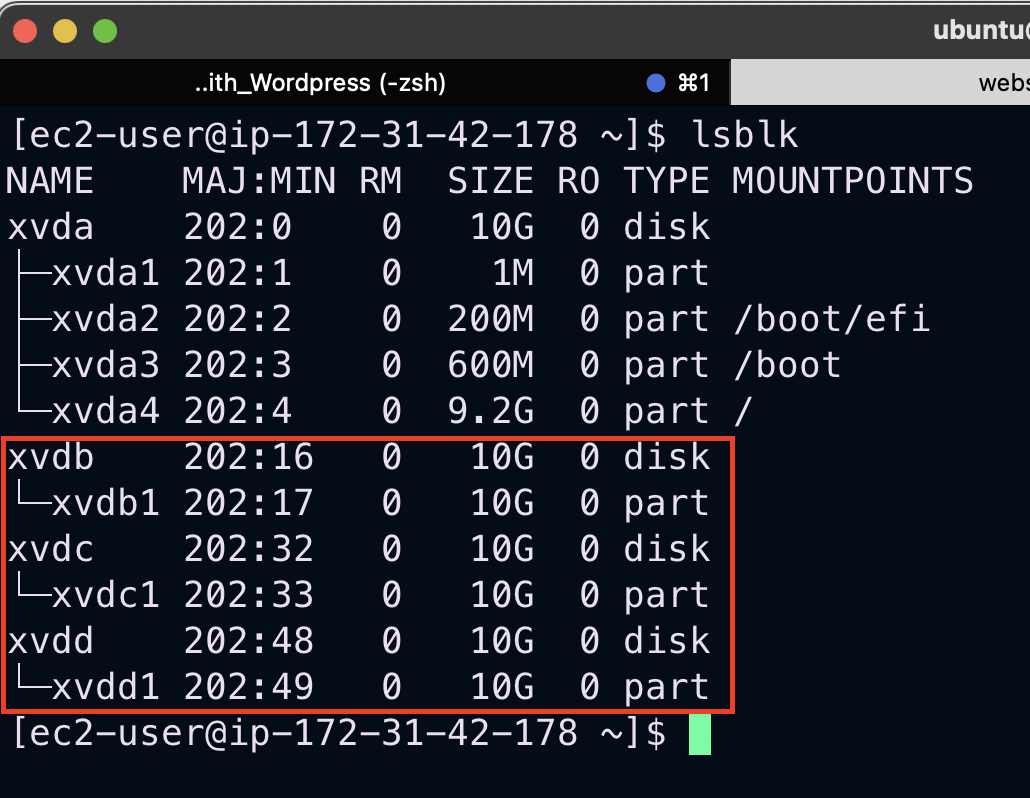 ubuntu@
..ith_Wordpress (-zsh) ⌘1 webs
[ec2-user@ip-172-31-42-178 ~]$ lsblk
NAME    MAJ:MIN RM   SIZE RO TYPE MOUNTPOINTS
xvda    202:0    0    10G  0 disk
├─xvda1 202:1    0     1M  0 part
├─xvda2 202:2    0   200M  0 part /boot/efi
├─xvda3 202:3    0   600M  0 part /boot
└─xvda4 202:4    0   9.2G  0 part /
xvdb    202:16   0    10G  0 disk
└─xvdb1 202:17   0    10G  0 part
xvdc    202:32   0    10G  0 disk
└─xvdc1 202:33   0    10G  0 part
xvdd    202:48   0    10G  0 disk
└─xvdd1 202:49   0    10G  0 part
[ec2-user@ip-172-31-42-178 ~]$